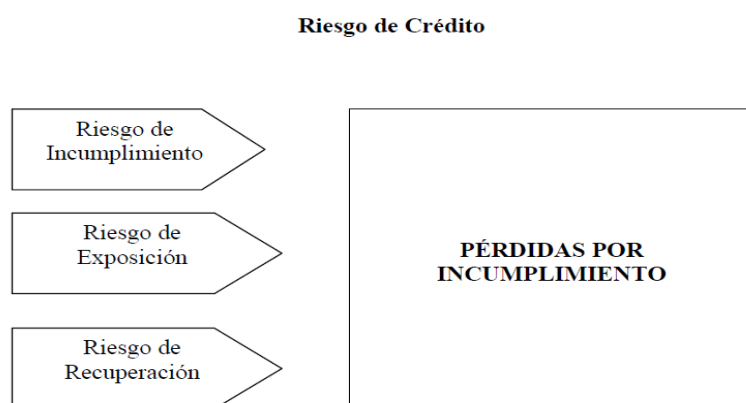 Riesgo de Crédito
Riesgo de
Incumplimiento
Riesgo de
Exposición
PÉRDIDAS POR
INCUMPLIMIENTO
Riesgo de
Recuperación